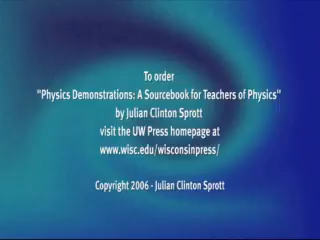 To order
"Physics Demonstrations: A Sourcebook for Teachers of Physics"
by Julian Clinton Sprott
visit the UW Press homepage at
www.wisc.edu/wisconsinpress/
Copyright 2006 - Julian Clinton Sprott